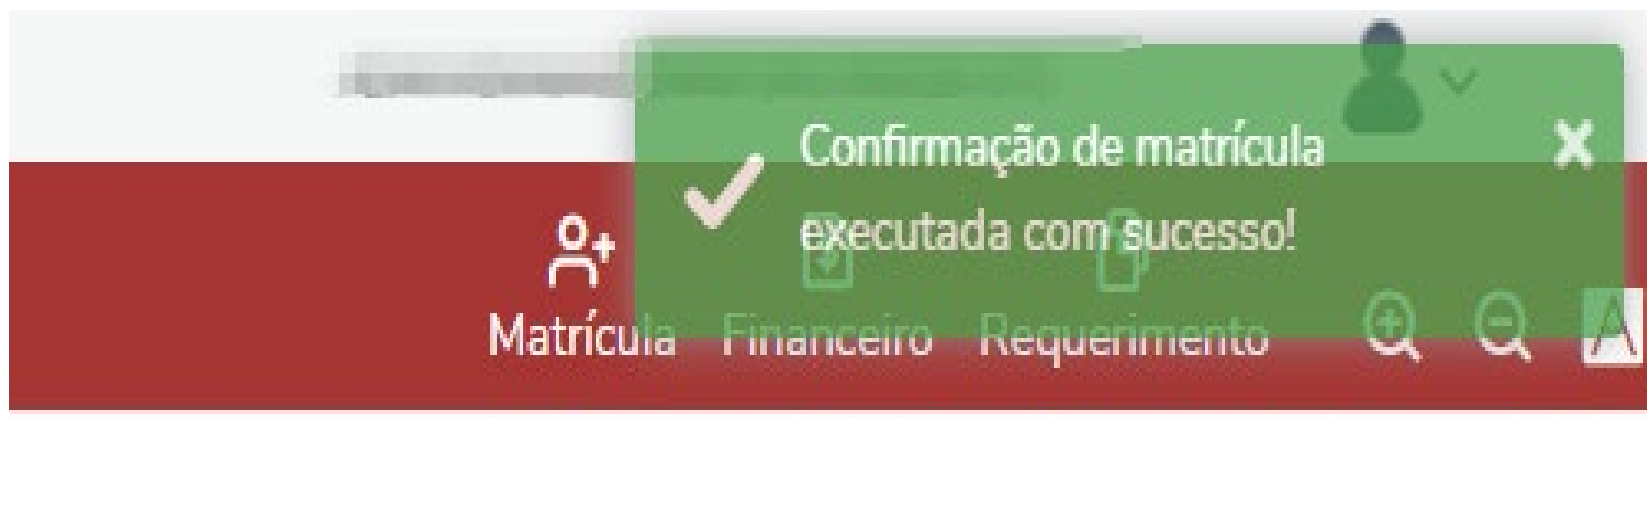 Confirmação de matrícula
executada com sucesso!
Matrícula Financeiro Requerimento A